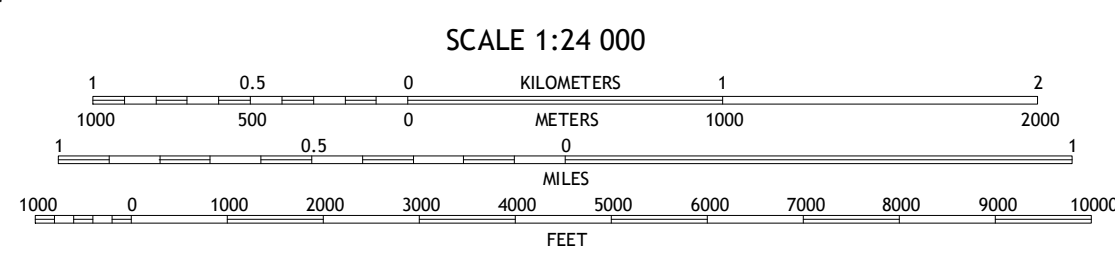 SCALE 1:24 000
1 0.5 0 KILOMETERS 1 2
1000 500 0 METERS 1000 2000
1 0.5 0 1
MILES
1000 0 1000 2000 3000 4000 5000 6000 7000 8000 9000 10000
FEET